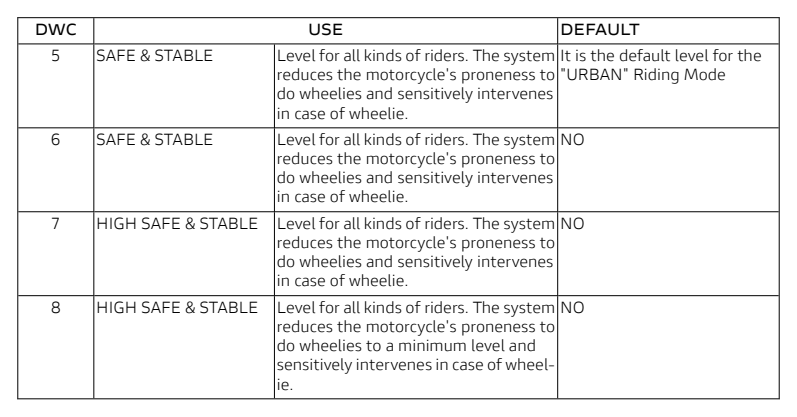 DWC USE DEFAULT
5 SAFE & STABLE Level for all kinds of riders. The system It is the default level for the
reduces the motorcycle's proneness to "URBAN" Riding Mode
do wheelies and sensitively intervenes
in case of wheelie.
6 SAFE & STABLE Level for all kinds of riders. The system NO
reduces the motorcycle's proneness to
do wheelies and sensitively intervenes
in case of wheelie.
7 HIGH SAFE & STABLE Level for all kinds of riders. The system NO
reduces the motorcycle's proneness to
do wheelies and sensitively intervenes
in case of wheelie.
8 HIGH SAFE & STABLE Level for all kinds of riders. The system NO
reduces the motorcycle's proneness to
do wheelies to a minimum level and
sensitively intervenes in case of wheel-
ie.